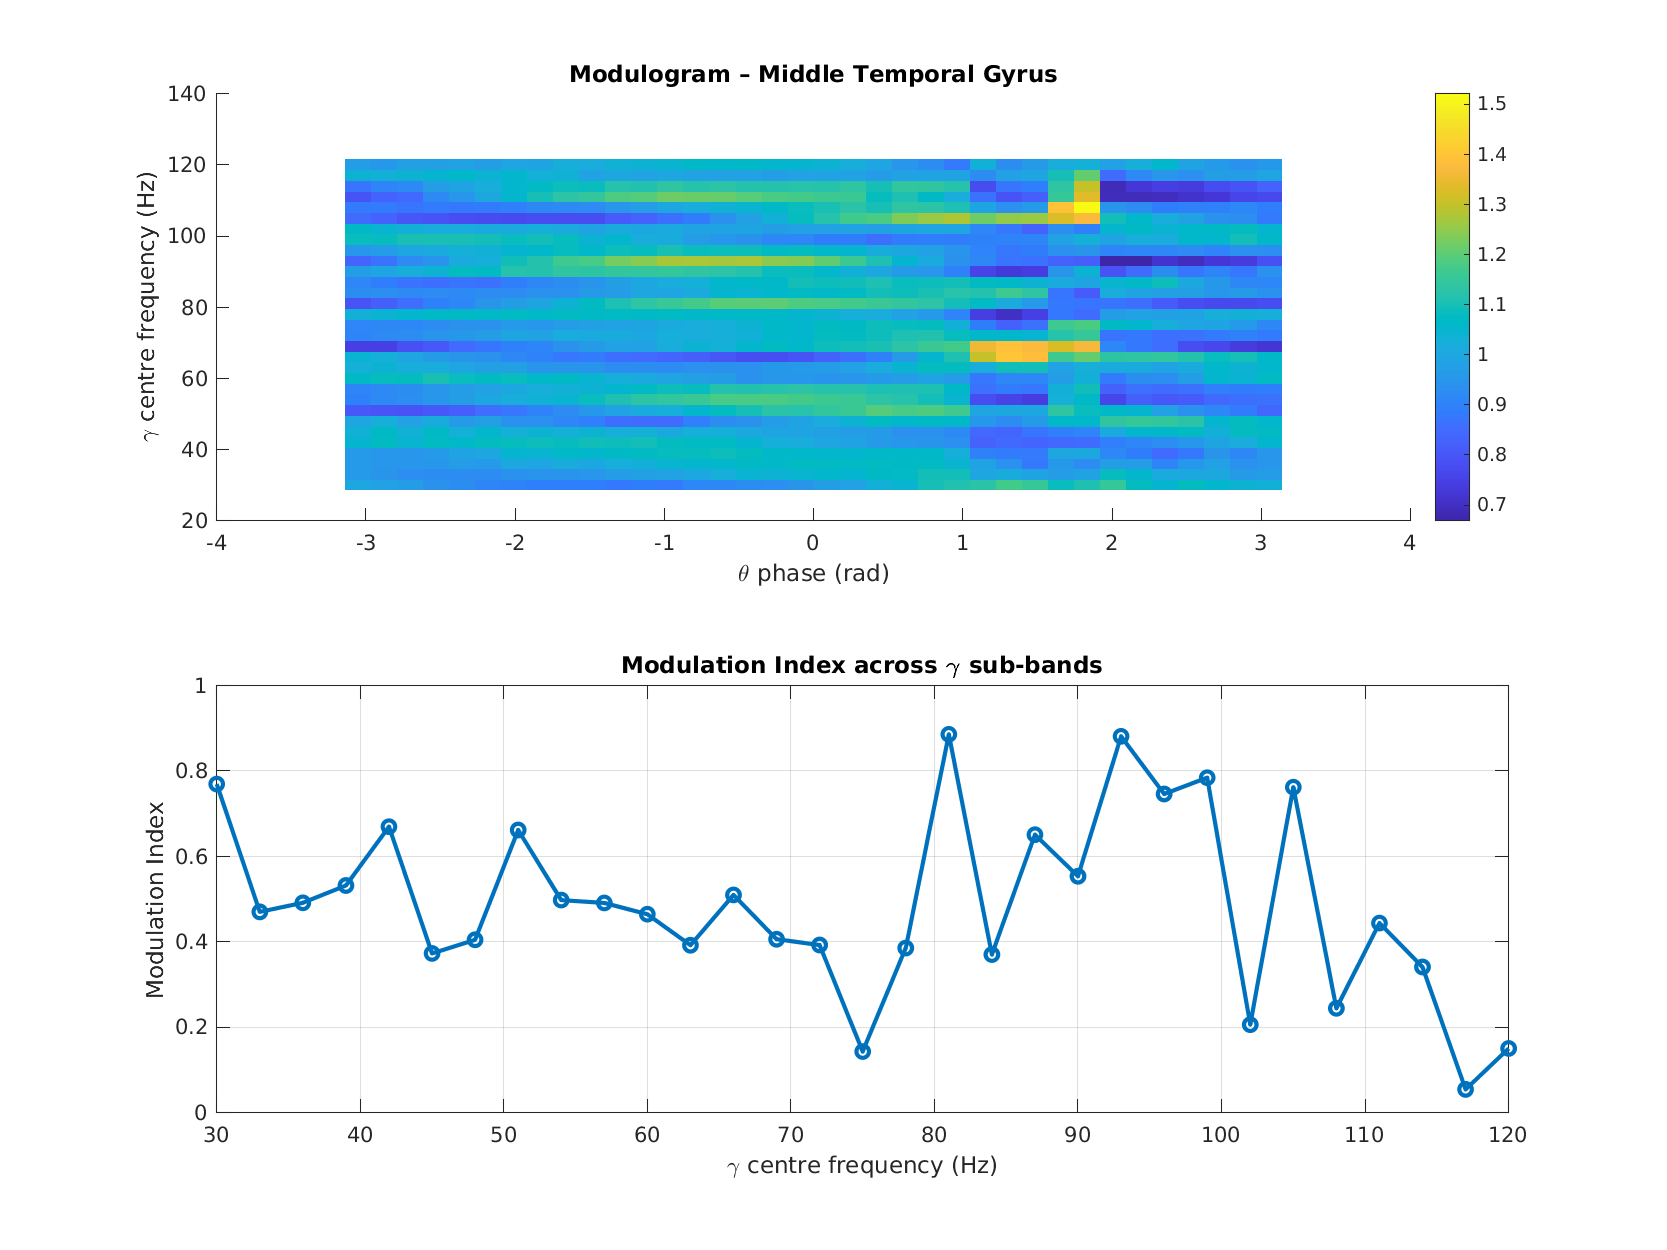 Modulogram – Middle Temporal Gyrus
140
120
100
80
60
40
20
γ centre frequency (Hz)
-4 -3 -2 -1 0 1 2 3 4
θ phase (rad)
1.5
1.4
1.3
1.2
1.1
1
0.9
0.8
0.7
Modulation Index across γ sub-bands
1
0.8
0.6
0.4
0.2
0
Modulation Index
30 40 50 60 70 80 90 100 110 120
γ centre frequency (Hz)